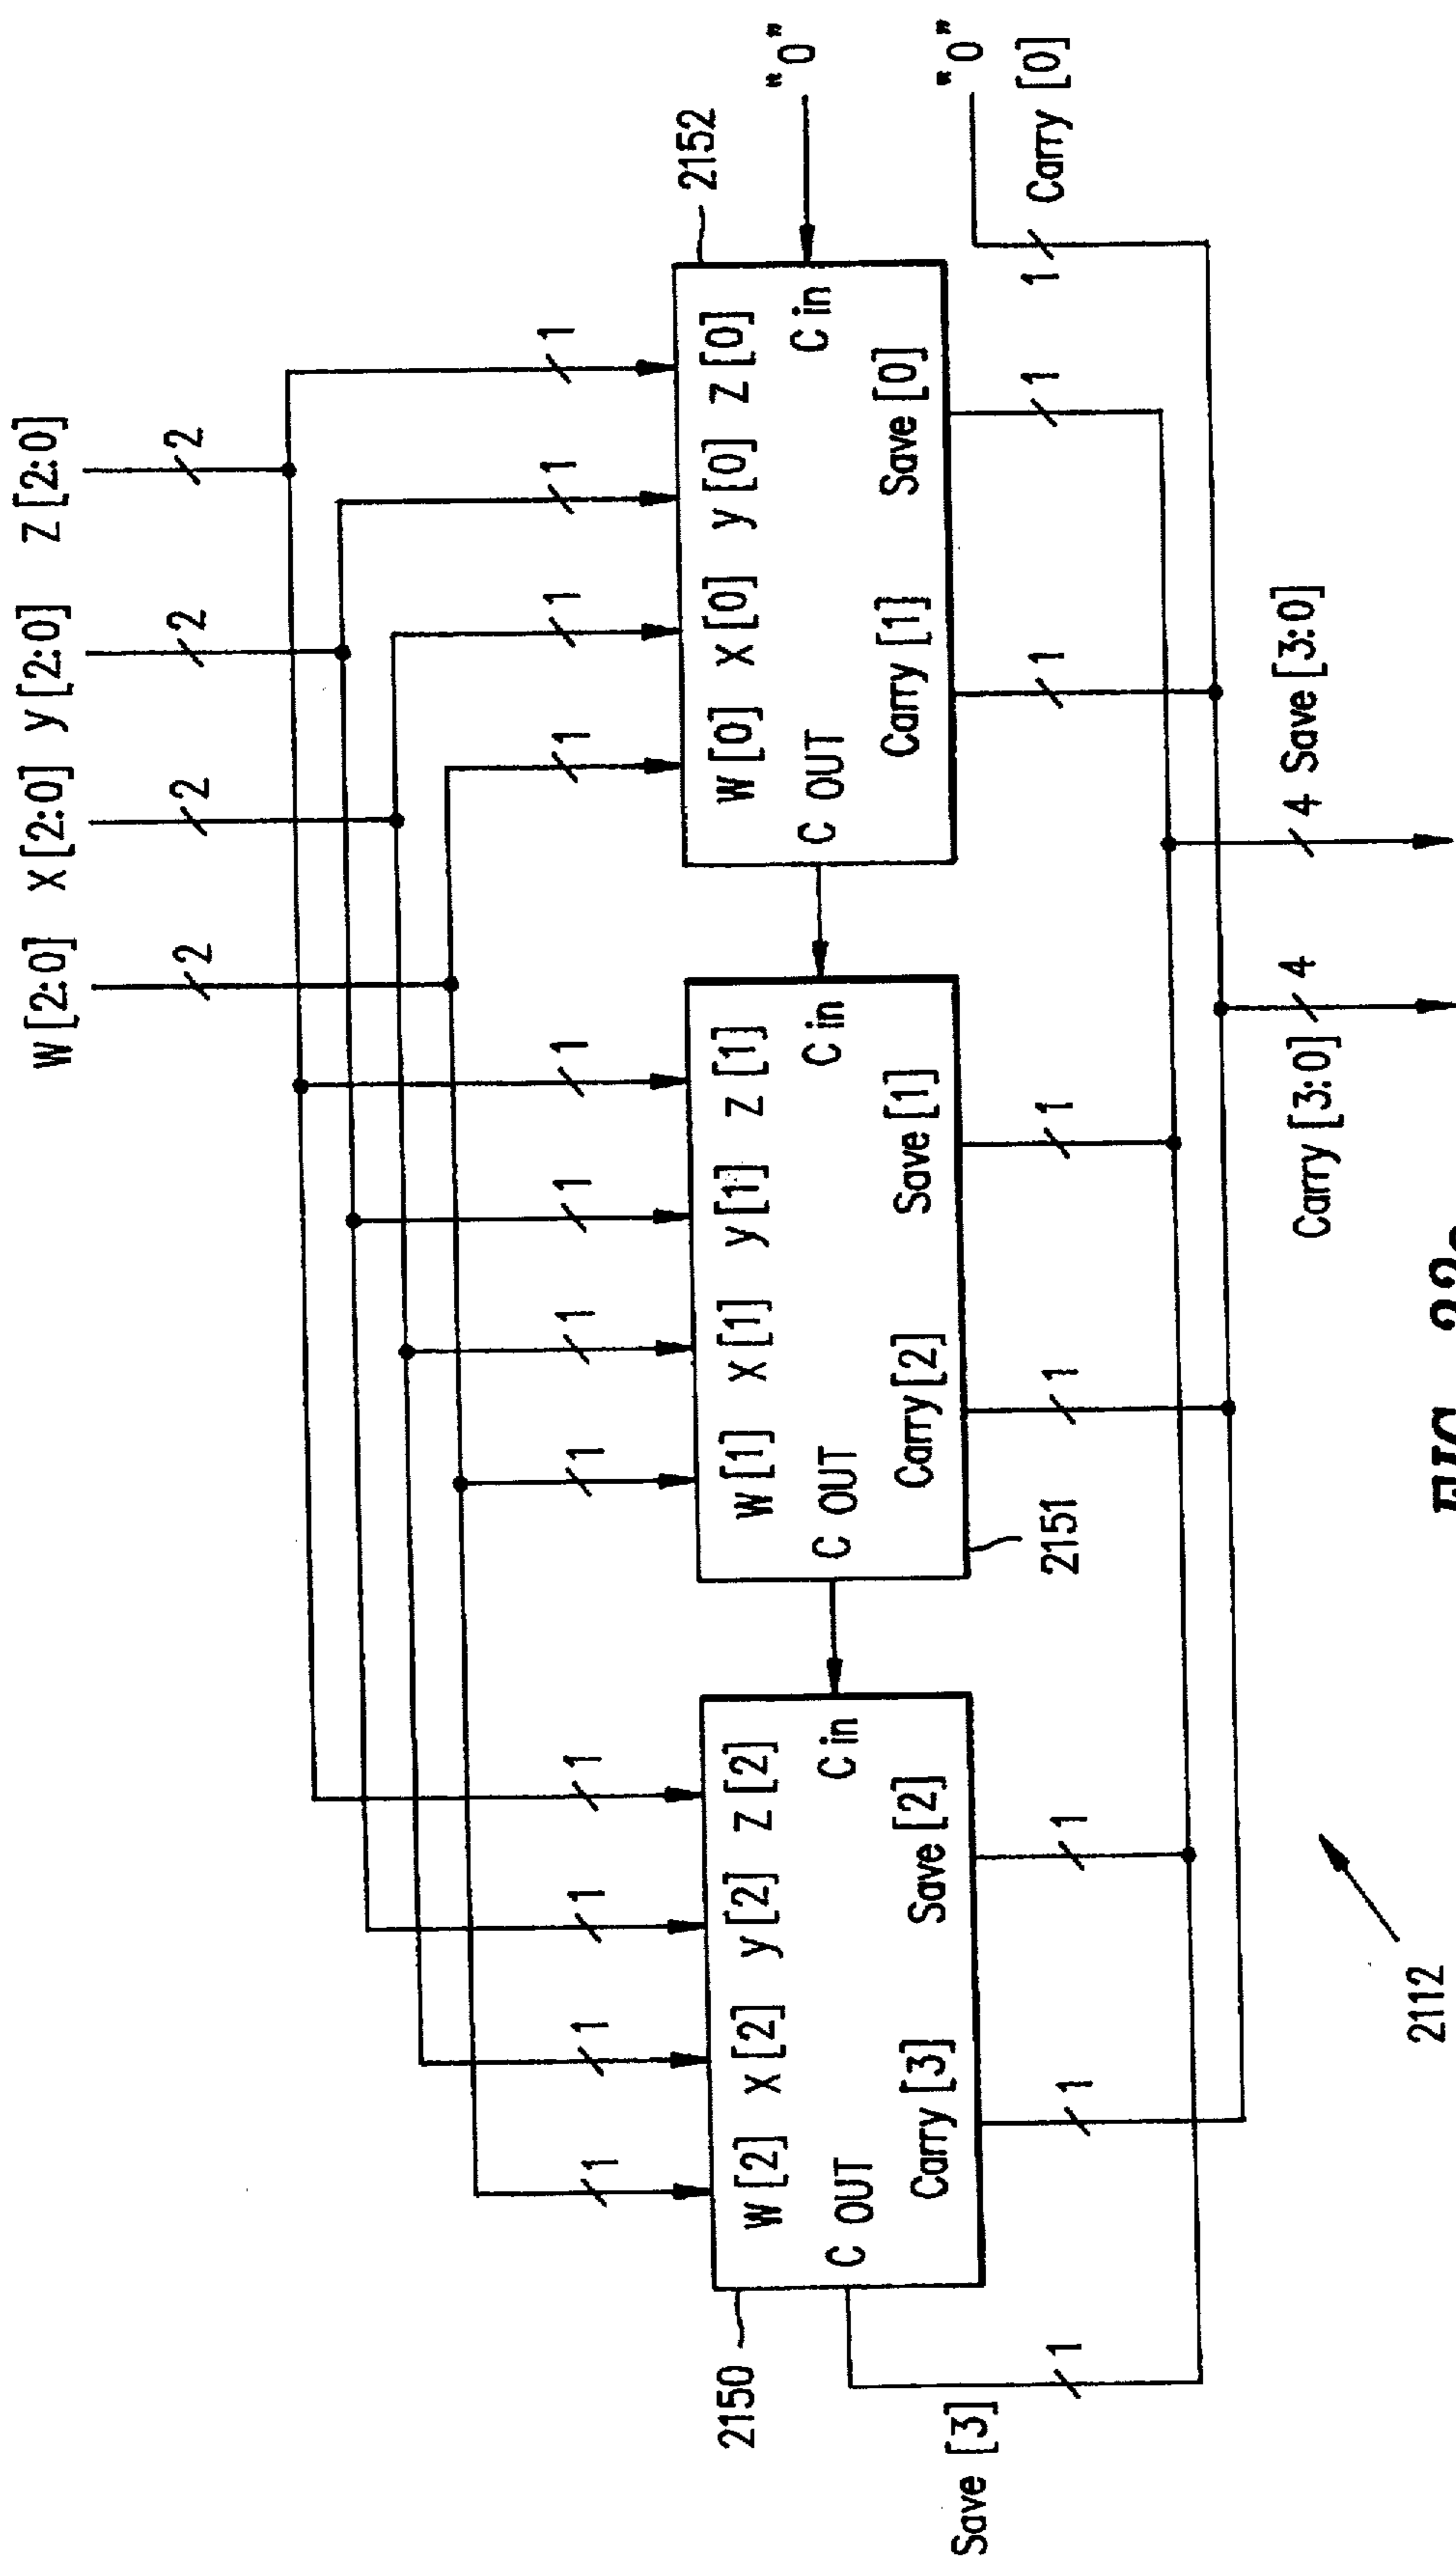 W[2:0] X[2:0] y[2:0] Z[2:0]
2 2 2 2
1 1 1 1 1 1 1 1 1 1 1 1
2150 2152
W[2] X[2] y[2] Z[2] W[1] X[1] y[1] Z[1] W[0] X[0] y[0] Z[0]
"0"
C OUT C in C OUT C in C OUT C in
Carry [3] Save [2] Carry [2] Save [1] Carry [1] Save [0]
"0"
Save [3] 1 1 1 1 1 1 1 1 Carry [0]
2151
Carry [3:0] 4 4 Save [3:0]
2112